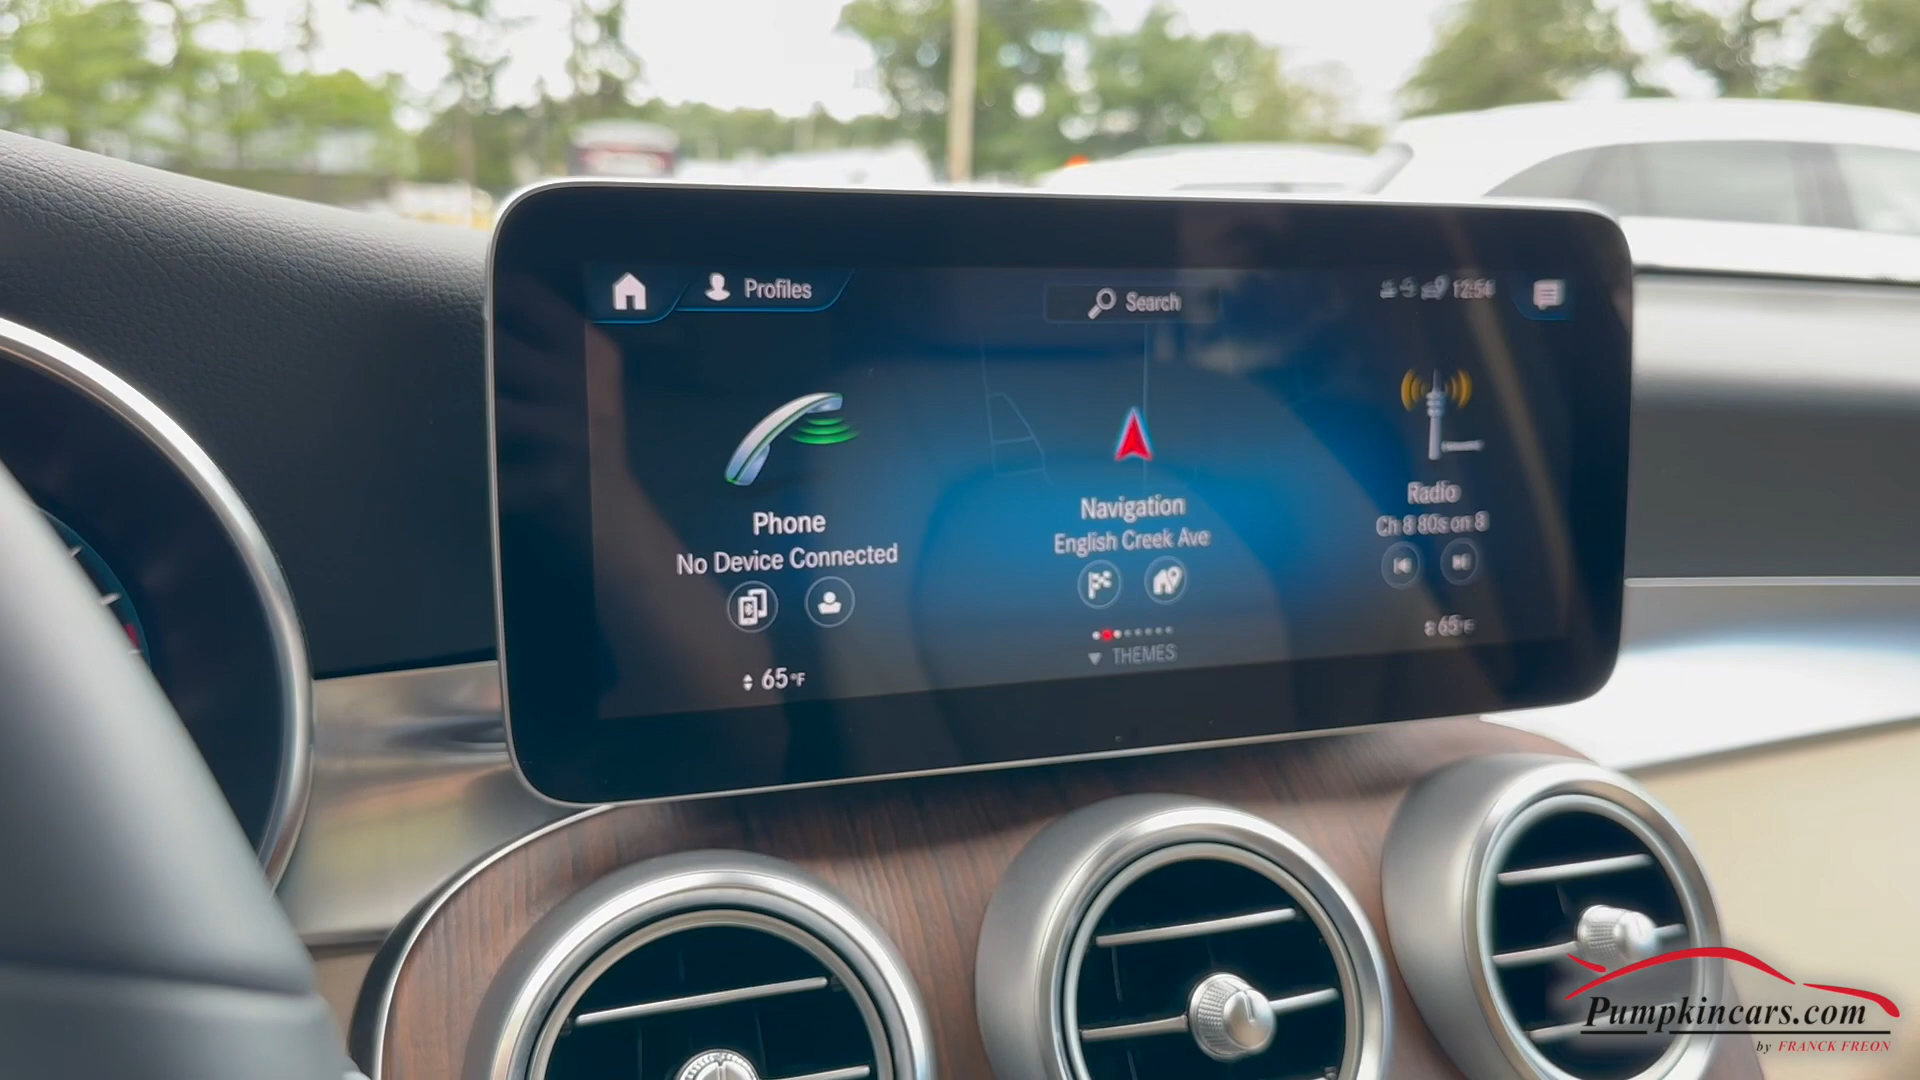 Profiles
Search
12:54
Phone
No Device Connected
Navigation
English Creek Ave
Radio
Ch 8 80s on 8
THEMES
65°F
65°F
Pumpkincars.com
by FRANCK FREON